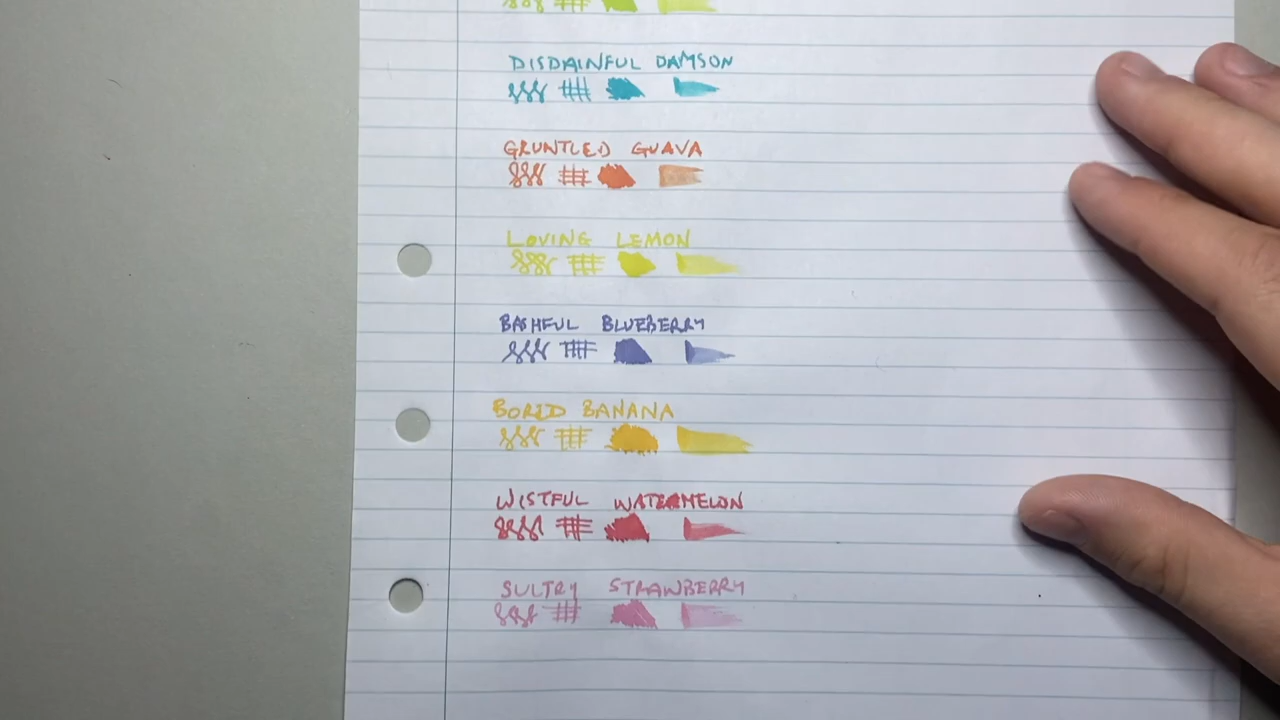 DISDAINFUL DAMSON
GRUNTLED GUAVA
LOVING LEMON
BASHFUL BLUEBERRY
BORED BANANA
WISTFUL WATERMELON
SULTRY STRAWBERRY